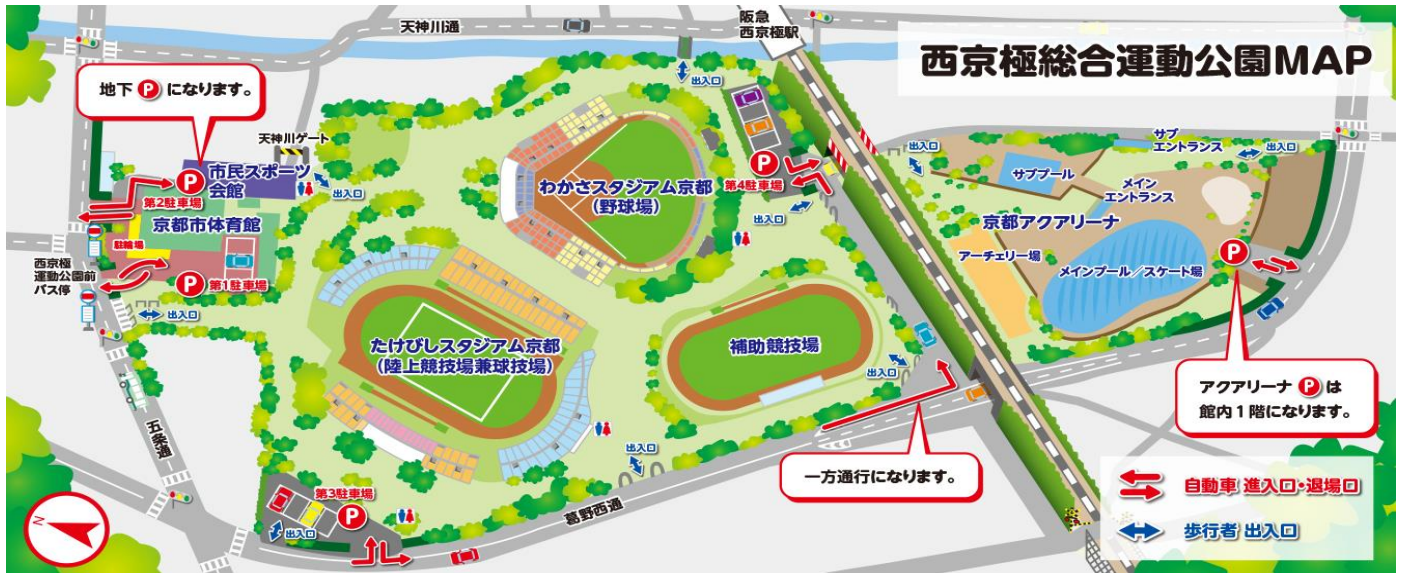 天神川通
阪急
西京極駅
西京極総合運動公園MAP
地下 P になります。
天神川ゲート
出入口
市民スポーツ
会館
P
第2駐車場
出入口
京都市体育館
駐輪場
西京極
運動公園前
バス停
P
第1駐車場
出入口
わかさスタジアム京都
(野球場)
P
第4駐車場
出入口
出入口
サブ
エントランス
出入口
サブプール
メイン
エントランス
京都アクアリーナ
アーチェリー場
メインプール/スケート場
P
たけびしスタジアム京都
(陸上競技場兼球技場)
補助競技場
出入口
アクアリーナ P は
館内1階になります。
五条通
出入口
一方通行になります。
第3駐車場
P
出入口
葛野西通
N
自動車 進入口・退場口
歩行者 出入口